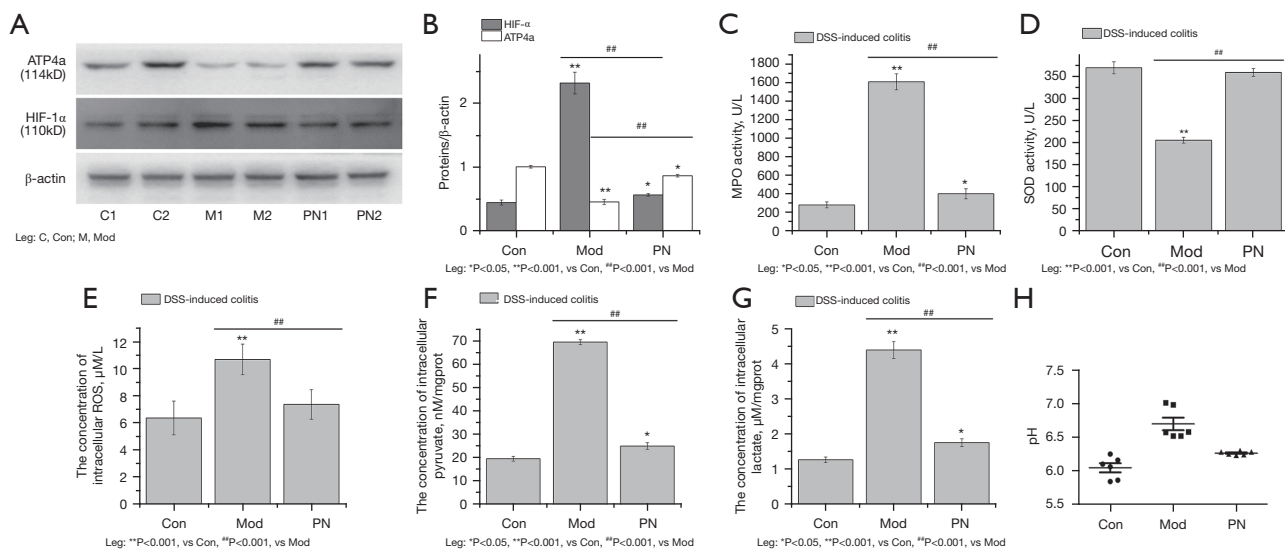 A
ATP4a
(114kD)
HIF-1α
(110kD)
β-actin
C1 C2 M1 M2 PN1 PN2
Leg: C, Con; M, Mod
B
HIF-α
ATP4a
Proteins/β-actin
2
1
0
**
##
**
##
*
*
Con Mod PN
Leg: *P<0.05, **P<0.001, vs Con, ##P<0.001, vs Mod
C
DSS-induced colitis
MPO activity, U/L
1800
1600
1400
1200
1000
800
600
400
200
0
##
**
*
Con Mod PN
Leg: *P<0.05, **P<0.001, vs Con, ##P<0.001, vs Mod
D
DSS-induced colitis
SOD activity, U/L
350
300
250
200
150
100
50
0
##
**
Con Mod PN
Leg: **P<0.001, vs Con, ##P<0.001, vs Mod
E
DSS-induced colitis
The concentration of
intracellular ROS, μM/L
12
10
8
6
4
2
0
##
**
Con Mod PN
Leg: **P<0.001, vs Con, ##P<0.001, vs Mod
F
DSS-induced colitis
The concentration of intracellular
pyruvate, nM/mgprot
70
60
50
40
30
20
10
0
##
**
*
Con Mod PN
Leg: *P<0.05, **P<0.001, vs Con, ##P<0.001, vs Mod
G
DSS-induced colitis
The concentration of intracellular
lactate, μM/mgprot
5
4
3
2
1
0
##
**
*
Con Mod PN
Leg: *P<0.05, **P<0.001, vs Con, ##P<0.001, vs Mod
H
pH
7.5
7.0
6.5
6.0
5.5
Con Mod PN